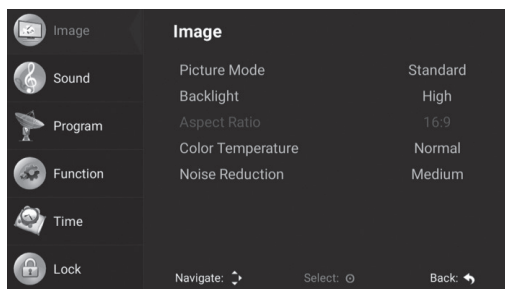 Image
Sound
Program
Function
Time
Lock
Image
Picture Mode Standard
Backlight High
Aspect Ratio 16:9
Color Temperature Normal
Noise Reduction Medium
Navigate: Select: Back: